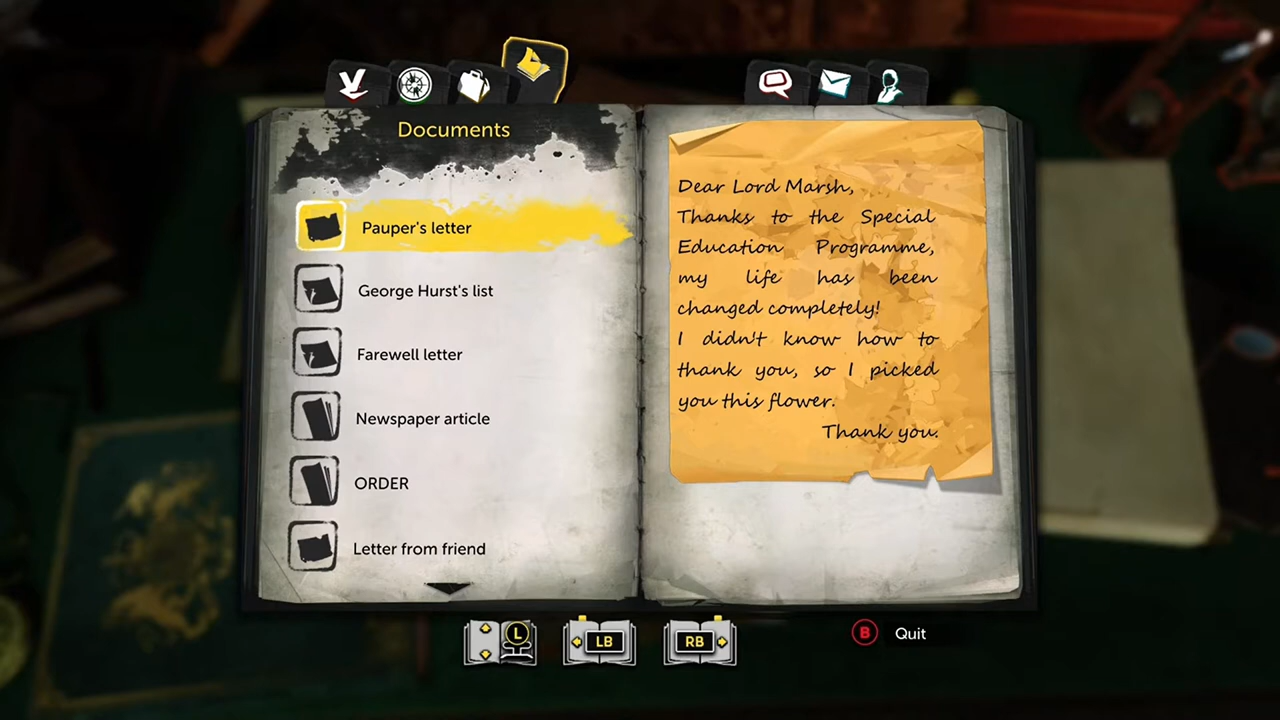 Documents
Pauper's letter
George Hurst's list
Farewell letter
Newspaper article
ORDER
Letter from friend
Dear Lord Marsh,
Thanks to the Special
Education Programme,
my life has been
changed completely!
I didn't know how to
thank you, so I picked
you this flower.
Thank you.
L
LB
RB
B
Quit